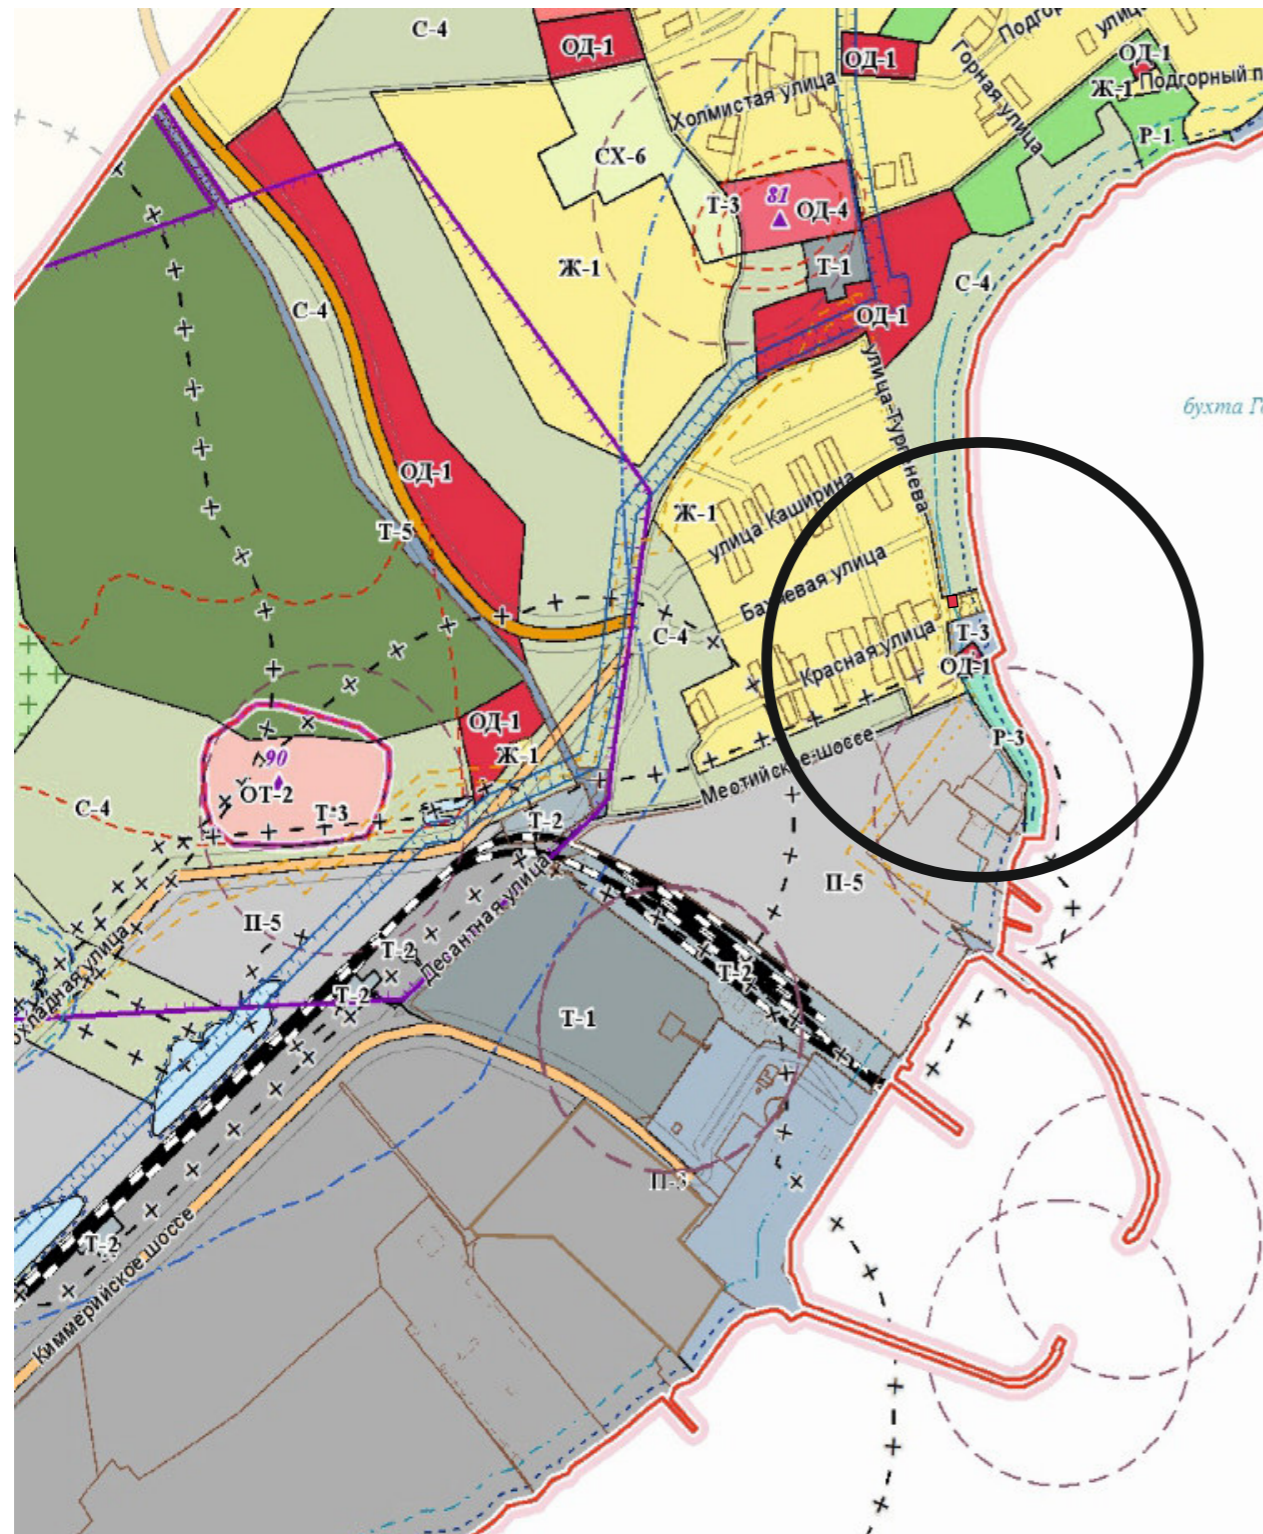 С-4
ОД-1
ОД-1
Подгор
улица
ОД-1
Горная улица
Ж-1
Подгорный п
Холмистая улица
Р-1
СХ-6
81
Т-3
ОД-4
Ж-1
Т-1
С-4
С-4
ОД-1
улица Тургенева
бухта Г
ОД-1
Т-5
Ж-1
улица Каширина
Бахчевая улица
С-4
Красная улица
Т-3
ОД-1
ОД-1
Ж-1
Р-3
90
ОТ-2
С-4
Т-3
Меотийское шоссе
Т-2
П-5
П-5
Десантная улица
охладная улица
Т-2
Т-2
Т-2
Т-1
П-3
Т-2
Киммерийское шоссе